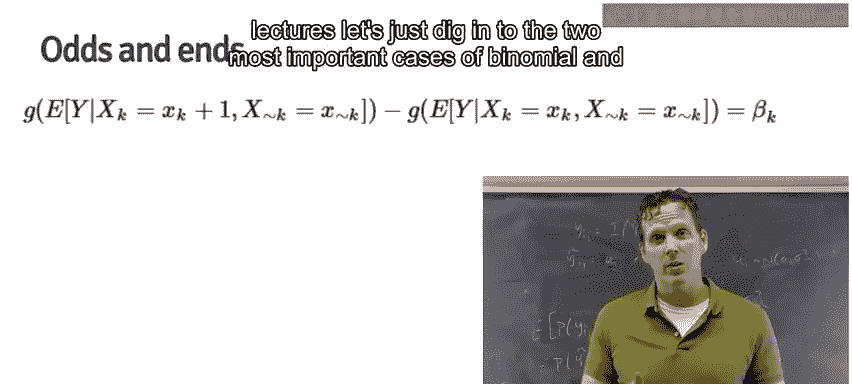 lectures let's just dig in to the two
Odds and ends
most important cases of binomial and
g(E[Y|X_k = x_k + 1, X_{∼k} = x_{∼k}]) − g(E[Y|X_k = x_k, X_{∼k} = x_{∼k}]) = β_k